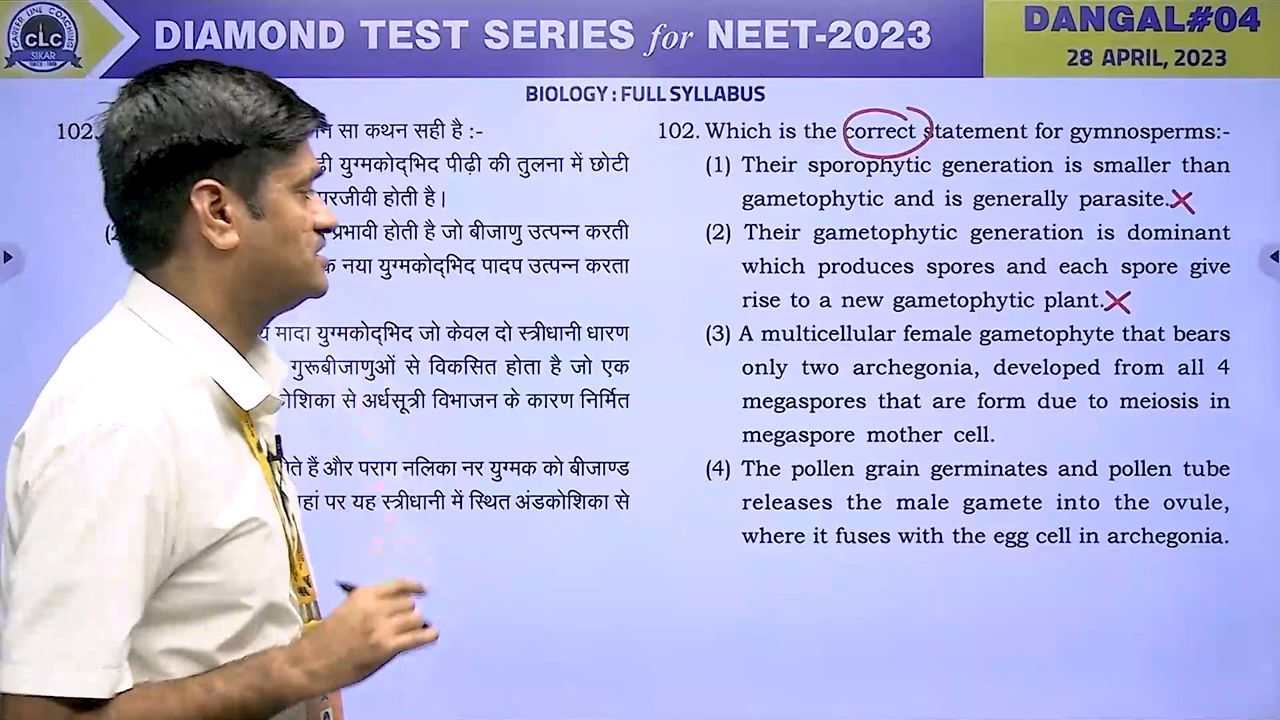 CAREER LINE COACHING
CLC
SIKAR
DIAMOND TEST SERIES for NEET-2023
DANGAL#04
28 APRIL, 2023
BIOLOGY : FULL SYLLABUS
102.
सा कथन सही है :-
युग्मकोद्भिद पीढ़ी की तुलना में छोटी
परजीवी होती है।
प्रभावी होती है जो बीजाणु उत्पन्न करती
नया युग्मकोद्भिद पादप उत्पन्न करता
मादा युग्मकोद्भिद जो केवल दो स्त्रीधानी धारण
गुरूबीजाणुओं से विकसित होता है जो एक
से अर्धसूत्री विभाजन के कारण निर्मित
हैं और पराग नलिका नर युग्मक को बीजाण्ड
पर यह स्त्रीधानी में स्थित अंडकोशिका से
102. Which is the correct statement for gymnosperms:-
(1) Their sporophytic generation is smaller than
gametophytic and is generally parasite.
(2) Their gametophytic generation is dominant
which produces spores and each spore give
rise to a new gametophytic plant.
(3) A multicellular female gametophyte that bears
only two archegonia, developed from all 4
megaspores that are form due to meiosis in
megaspore mother cell.
(4) The pollen grain germinates and pollen tube
releases the male gamete into the ovule,
where it fuses with the egg cell in archegonia.